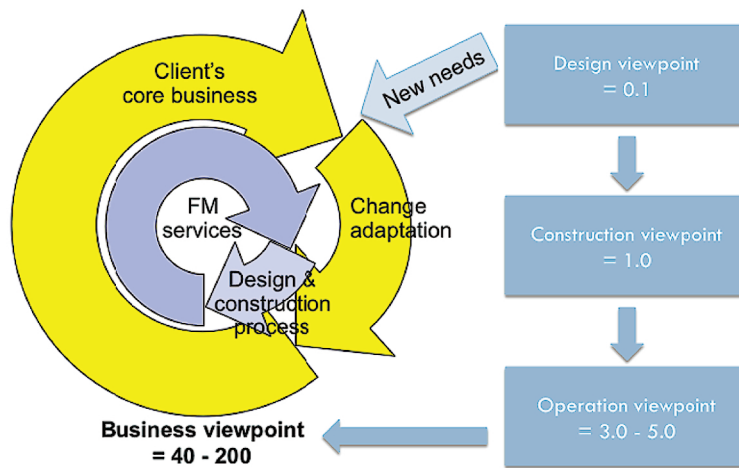 Client's
core business
New needs
Design viewpoint
= 0.1
FM
services
Change
adaptation
Construction viewpoint
= 1.0
Design &
construction
process
Operation viewpoint
= 3.0 - 5.0
Business viewpoint
= 40 - 200